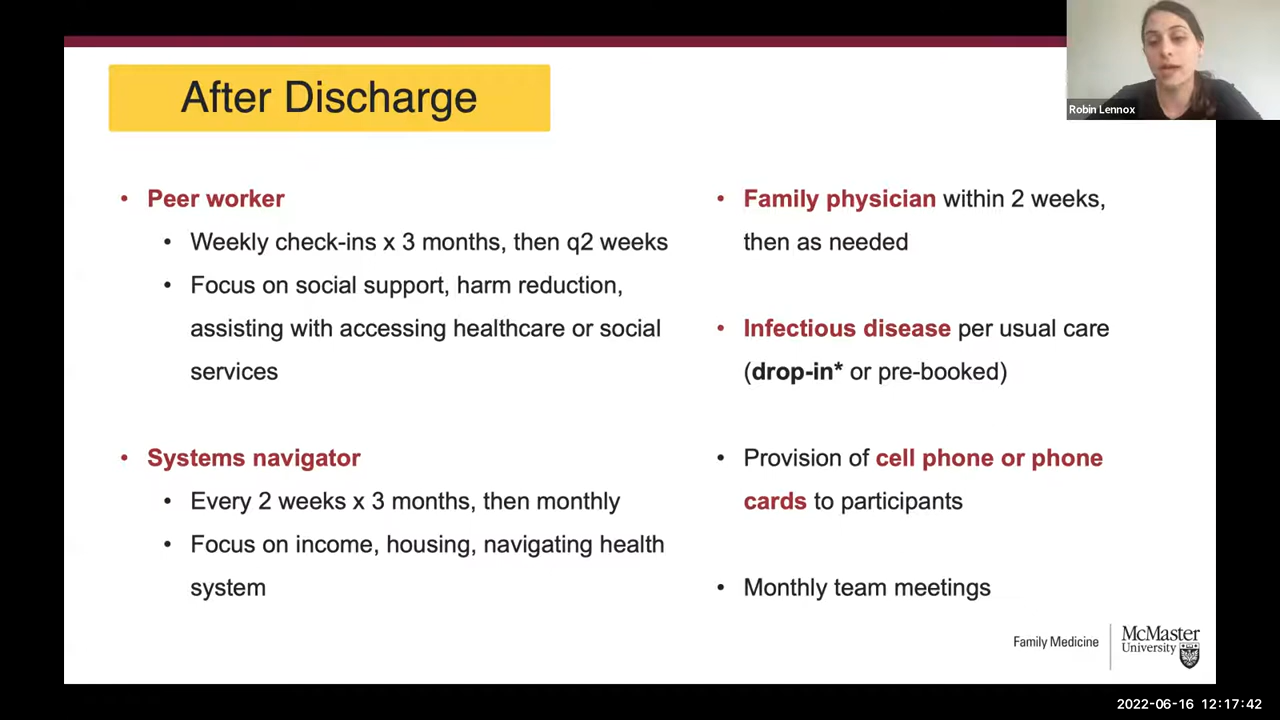 After Discharge
Robin Lennox
• Peer worker
• Weekly check-ins x 3 months, then q2 weeks
• Focus on social support, harm reduction,
assisting with accessing healthcare or social
services
• Systems navigator
• Every 2 weeks x 3 months, then monthly
• Focus on income, housing, navigating health
system
• Family physician within 2 weeks,
then as needed
• Infectious disease per usual care
(drop-in* or pre-booked)
• Provision of cell phone or phone
cards to participants
• Monthly team meetings
Family Medicine
McMaster
University
2022-06-16 12:17:42